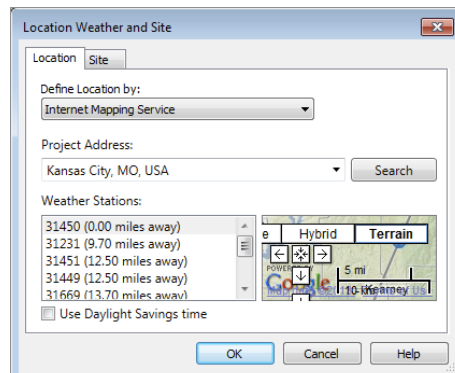 Location Weather and Site
Location Site
Define Location by:
Internet Mapping Service
Project Address:
Kansas City, MO, USA
Search
Weather Stations:
31450 (0.00 miles away)
31231 (9.70 miles away)
31451 (12.50 miles away)
31449 (12.50 miles away)
31669 (13.70 miles away)
e Hybrid Terrain
POWERED BY
Google
5 mi
10 km
Kearney
Use Daylight Savings time
OK Cancel Help